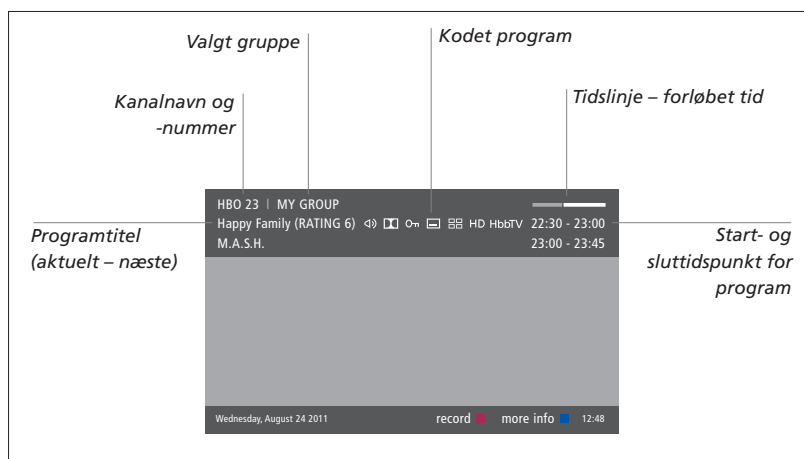 Valgt gruppe
Kodet program
Kanalnavn og
-nummer
Tidslinje – forløbet tid
HBO 23 | MY GROUP
Happy Family (RATING 6) HD HbbTV 22:30 - 23:00
M.A.S.H. 23:00 - 23:45
Programtitel
(aktuelt – næste)
Start- og
sluttidspunkt for
program
Wednesday, August 24 2011 record more info 12:48